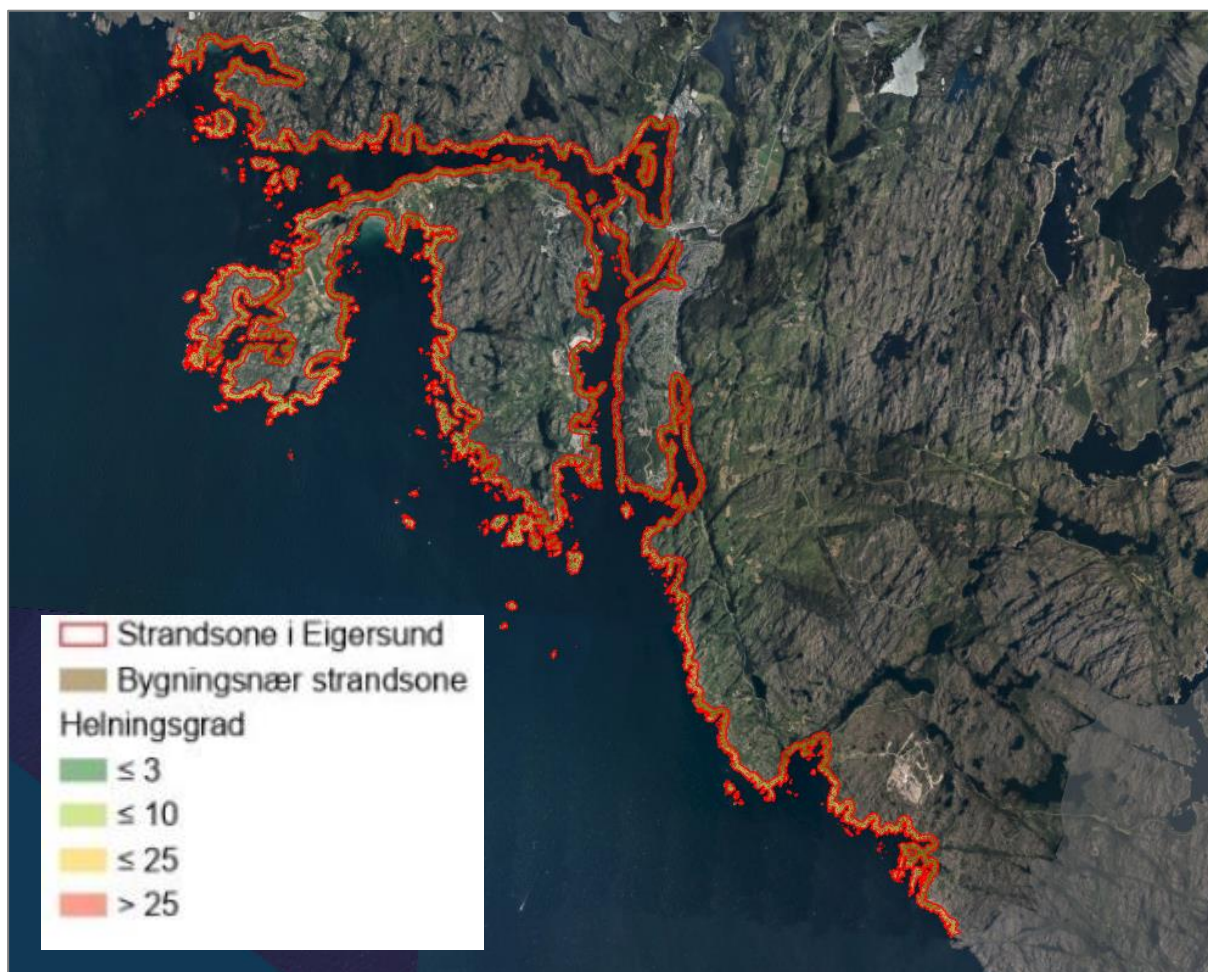 Strandsone i Eigersund
Bygningsnær strandsone
Helningsgrad
≤ 3
≤ 10
≤ 25
> 25